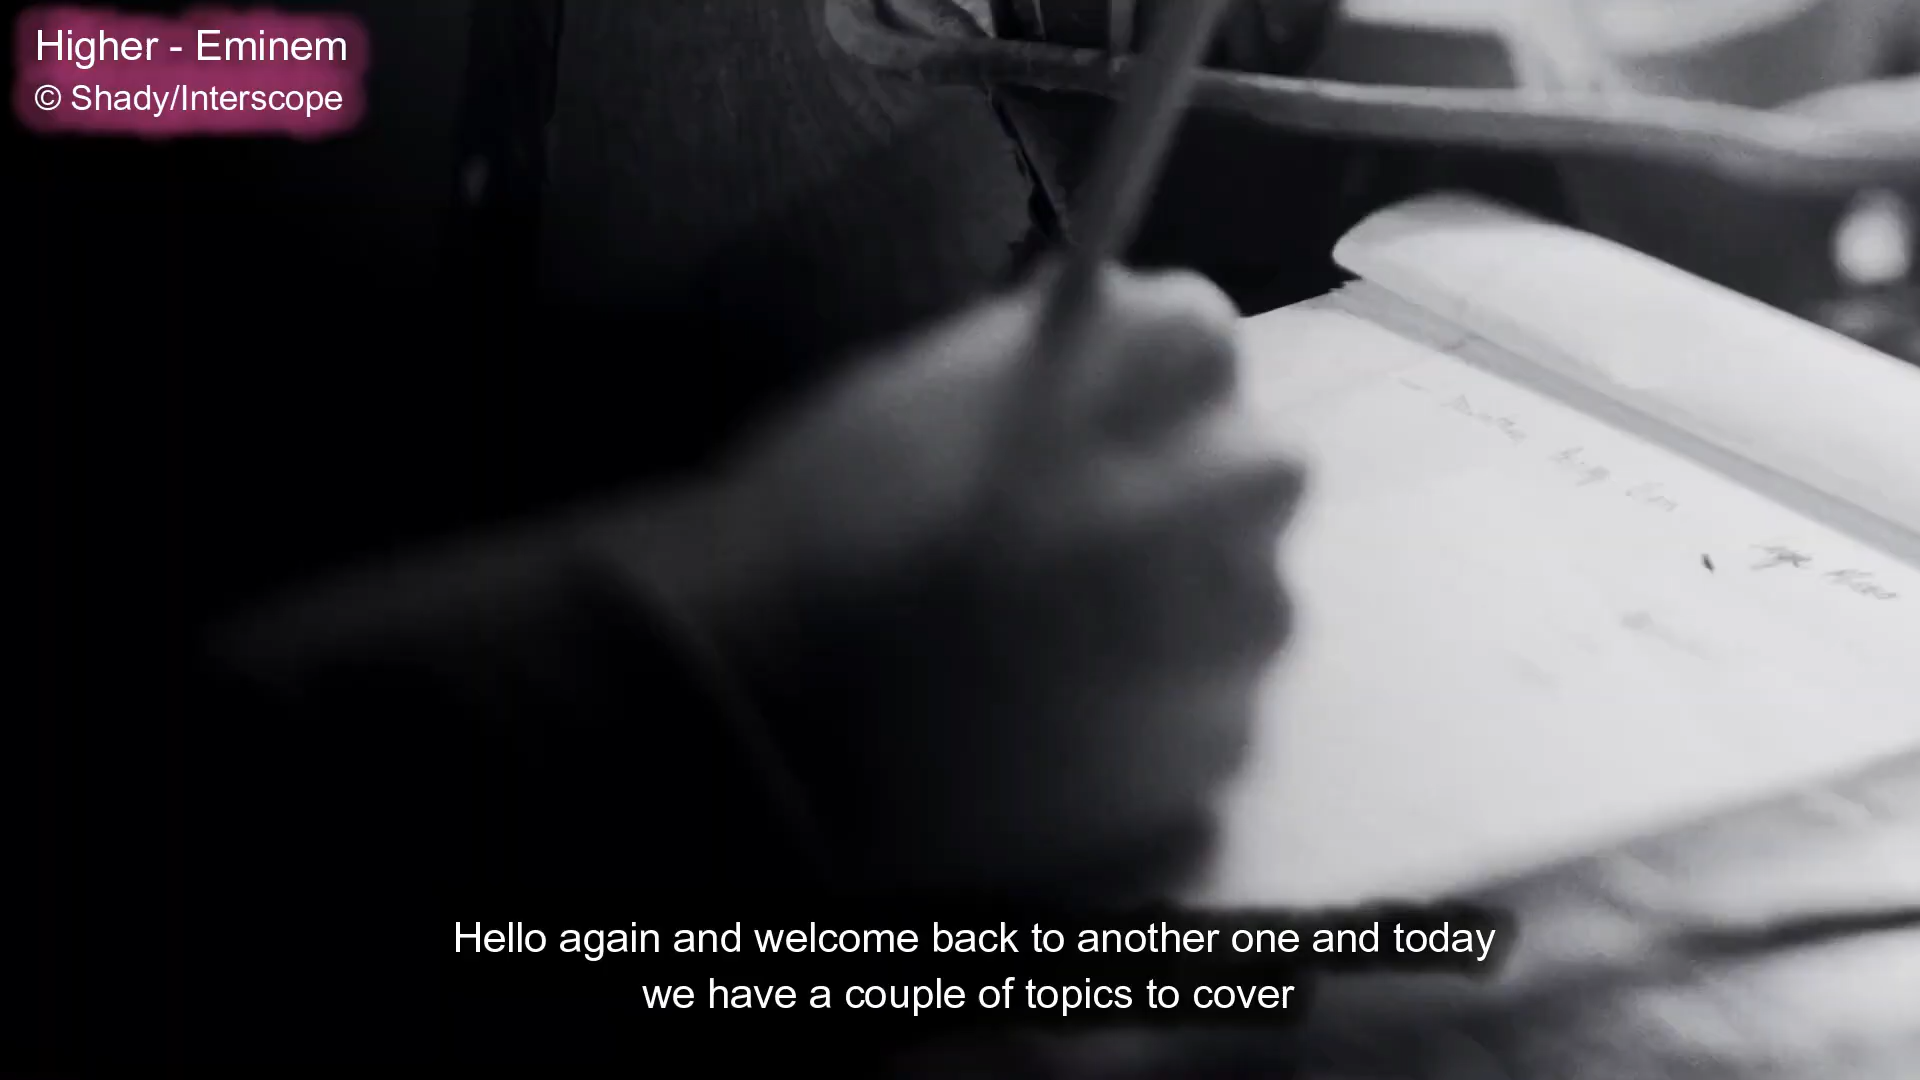 Higher - Eminem
© Shady/Interscope
Hello again and welcome back to another one and today
we have a couple of topics to cover